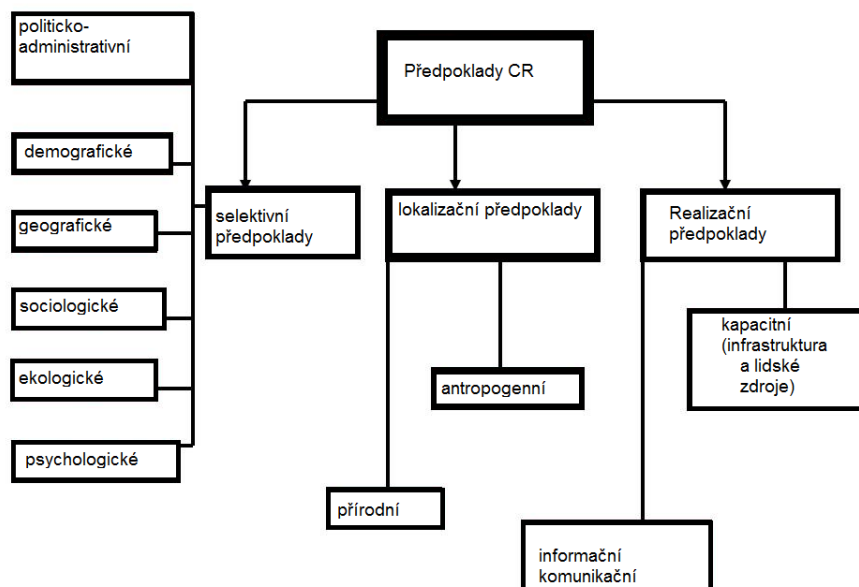 politicko-
administrativní
Předpoklady CR
demografické
selektivní
předpoklady
lokalizační předpoklady
Realizační
předpoklady
geografické
sociologické
kapacitní
(infrastruktura
a lidské
zdroje)
ekologické
antropogenní
psychologické
přírodní
informační
komunikační